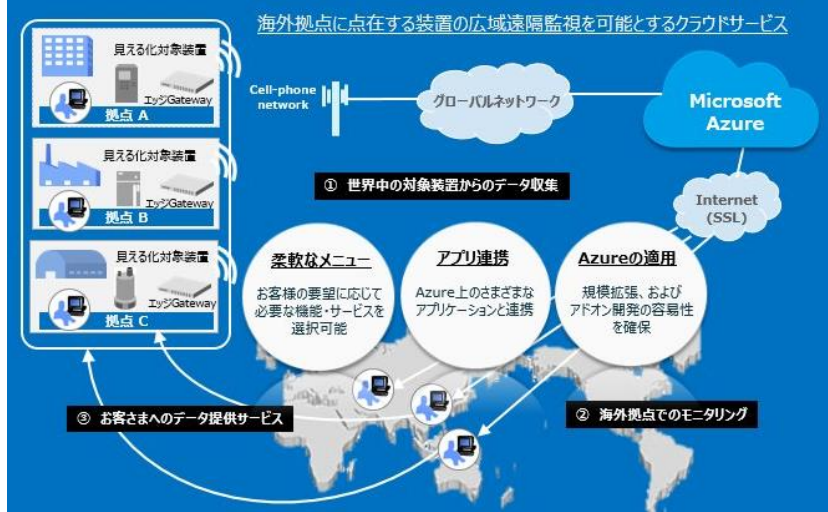 海外拠点に点在する装置の広域遠隔監視を可能とするクラウドサービス
見える化対象装置
エッジGateway
拠点 A
見える化対象装置
エッジGateway
拠点 B
見える化対象装置
エッジGateway
拠点 C
Cell-phone
network
グローバルネットワーク
Microsoft
Azure
Internet
(SSL)
① 世界中の対象装置からのデータ収集
柔軟なメニュー
お客様の要望に応じて
必要な機能・サービスを
選択可能
アプリ連携
Azure上のさまざまな
アプリケーションと連携
Azureの適用
規模拡張、および
アドオン開発の容易性
を確保
③ お客さまへのデータ提供サービス
② 海外拠点でのモニタリング